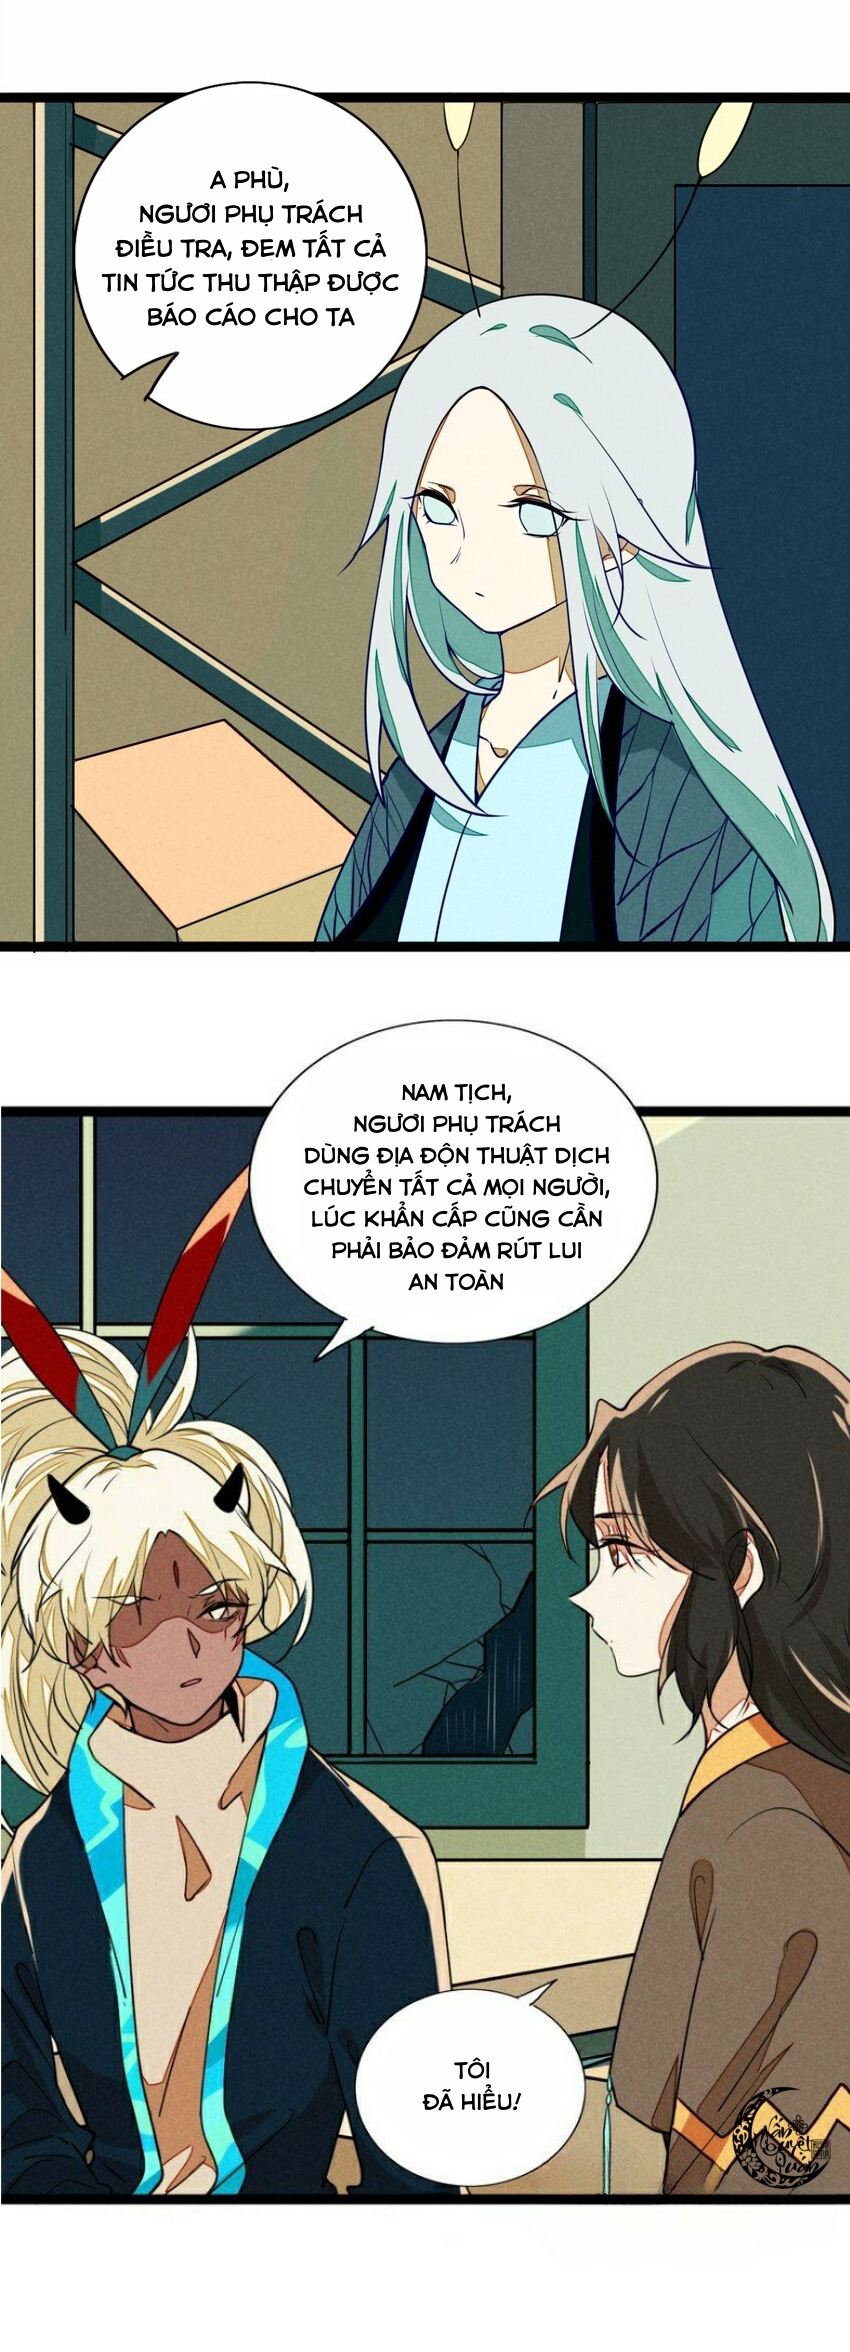 A PHÙ,
NGƯƠI PHỤ TRÁCH
ĐIỀU TRA, ĐEM TẤT CẢ
TIN TỨC THU THẬP ĐƯỢC
BÁO CÁO CHO TA
NAM TỊCH,
NGƯƠI PHỤ TRÁCH
DÙNG ĐỊA ĐỘN THUẬT DỊCH
CHUYỂN TẤT CẢ MỌI NGƯỜI,
LÚC KHẨN CẤP CŨNG CẦN
PHẢI BẢO ĐẢM RÚT LUI
AN TOÀN
TÔI
ĐÃ HIỂU!
Nguyệt
Quán